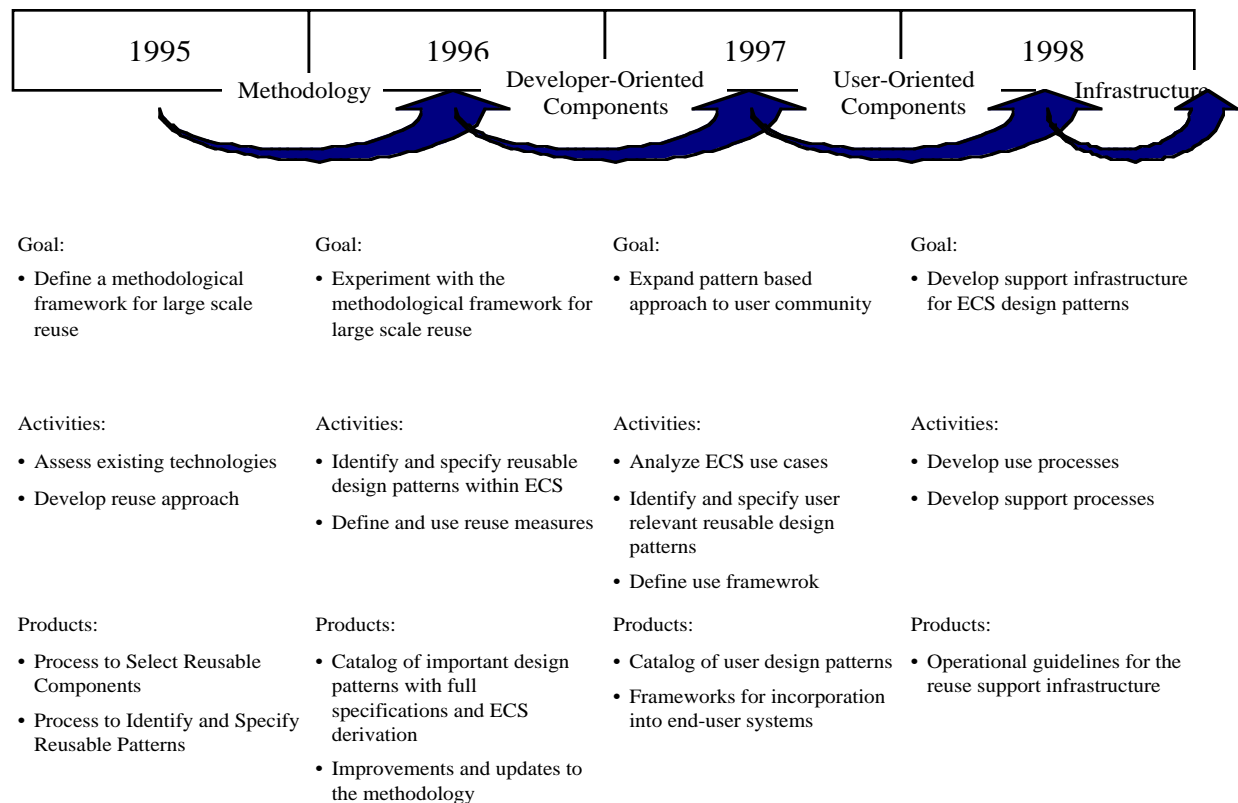 1995
1996
1997
1998
Methodology
Developer-Oriented
Components
User-Oriented
Components
Infrastructure
Goal:
• Define a methodological
framework for large scale
reuse
Goal:
• Experiment with the
methodological framework for
large scale reuse
Goal:
• Expand pattern based
approach to user community
Goal:
• Develop support infrastructure
for ECS design patterns
Activities:
• Assess existing technologies
• Develop reuse approach
Activities:
• Identify and specify reusable
design patterns within ECS
• Define and use reuse measures
Activities:
• Analyze ECS use cases
• Identify and specify user
relevant reusable design
patterns
• Define use framewrok
Activities:
• Develop use processes
• Develop support processes
Products:
• Process to Select Reusable
Components
• Process to Identify and Specify
Reusable Patterns
Products:
• Catalog of important design
patterns with full
specifications and ECS
derivation
• Improvements and updates to
the methodology
Products:
• Catalog of user design patterns
• Frameworks for incorporation
into end-user systems
Products:
• Operational guidelines for the
reuse support infrastructure